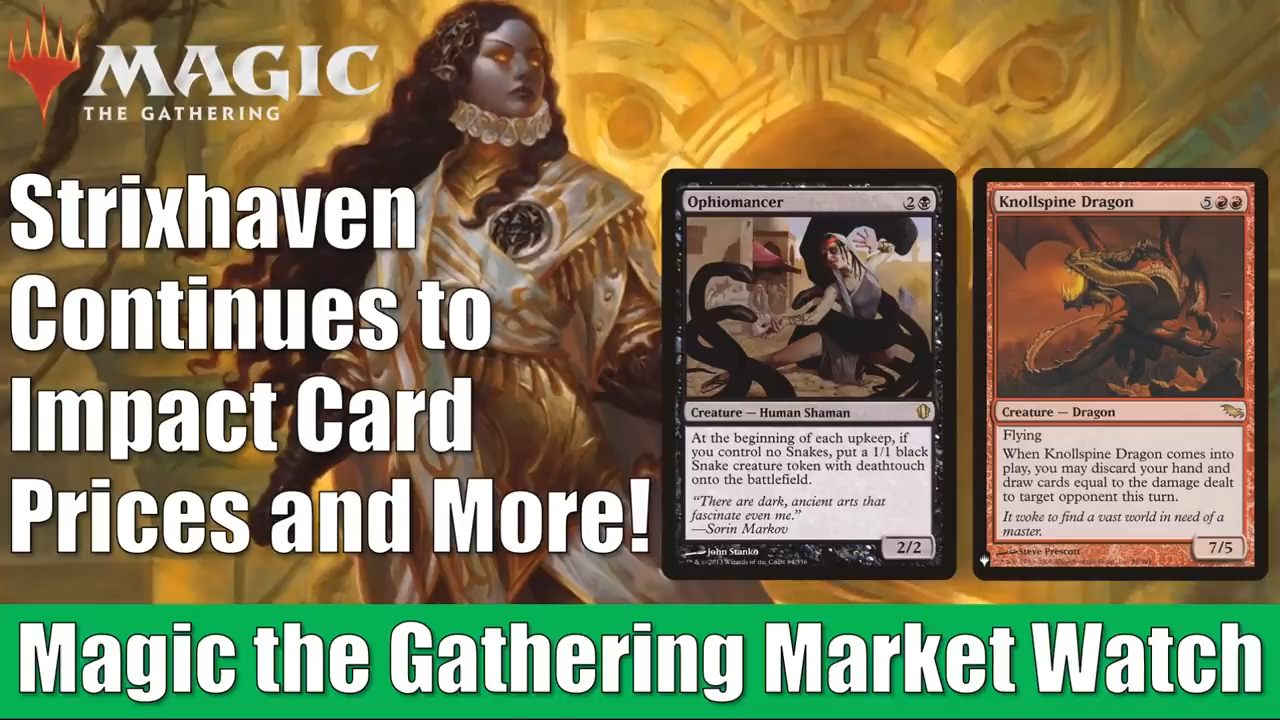 MAGIC
THE GATHERING
Strixhaven
Continues to
Impact Card
Prices and More!
Ophiomancer 2
Creature — Human Shaman
At the beginning of each upkeep, if
you control no Snakes, put a 1/1 black
Snake creature token with deathtouch
onto the battlefield.
"There are dark, ancient arts that
fascinate even me."
—Sorin Markov
John Stanko
2/2
Knollspine Dragon 5
Creature — Dragon
Flying
When Knollspine Dragon comes into
play, you may discard your hand and
draw cards equal to the damage dealt
to target opponent this turn.
It woke to find a vast world in need of a
master.
Steve Prescott
7/5
Magic the Gathering Market Watch